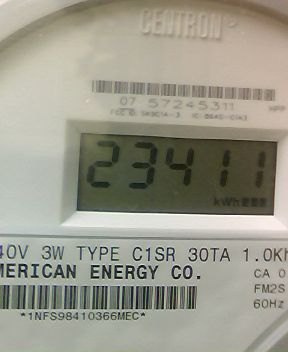 CENTRON
07 57245311
23411
kWh
40V 3W TYPE C1SR 30TA 1.0Kh
MERICAN ENERGY CO.
CA 0
FM2S
60Hz
*1NFS98410366MEC*